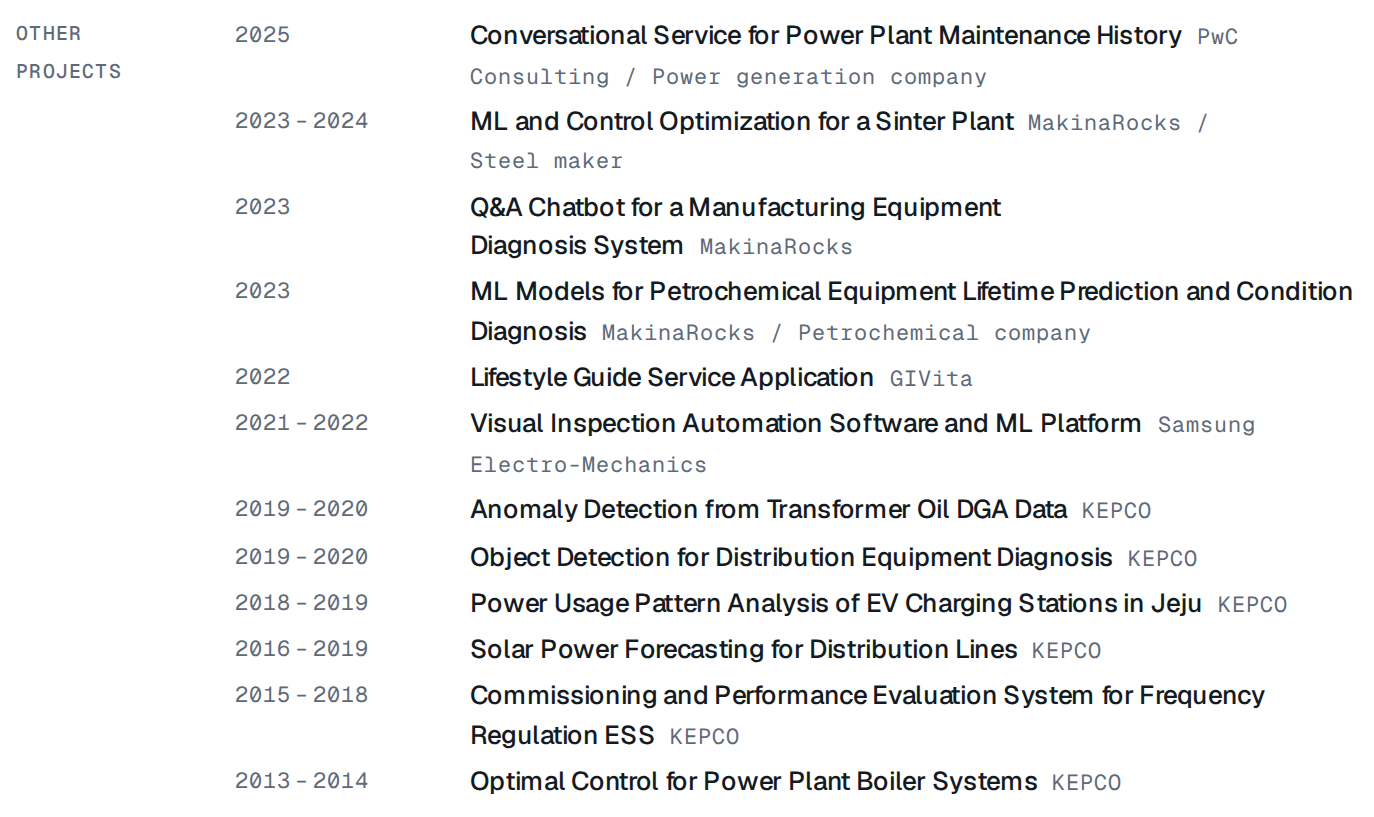 OTHER PROJECTS
2025 Conversational Service for Power Plant Maintenance History PwC
Consulting / Power generation company
2023 – 2024 ML and Control Optimization for a Sinter Plant MakinaRocks /
Steel maker
2023 Q&A Chatbot for a Manufacturing Equipment
Diagnosis System MakinaRocks
2023 ML Models for Petrochemical Equipment Lifetime Prediction and Condition
Diagnosis MakinaRocks / Petrochemical company
2022 Lifestyle Guide Service Application GIVita
2021 – 2022 Visual Inspection Automation Software and ML Platform Samsung
Electro-Mechanics
2019 – 2020 Anomaly Detection from Transformer Oil DGA Data KEPCO
2019 – 2020 Object Detection for Distribution Equipment Diagnosis KEPCO
2018 – 2019 Power Usage Pattern Analysis of EV Charging Stations in Jeju KEPCO
2016 – 2019 Solar Power Forecasting for Distribution Lines KEPCO
2015 – 2018 Commissioning and Performance Evaluation System for Frequency
Regulation ESS KEPCO
2013 – 2014 Optimal Control for Power Plant Boiler Systems KEPCO